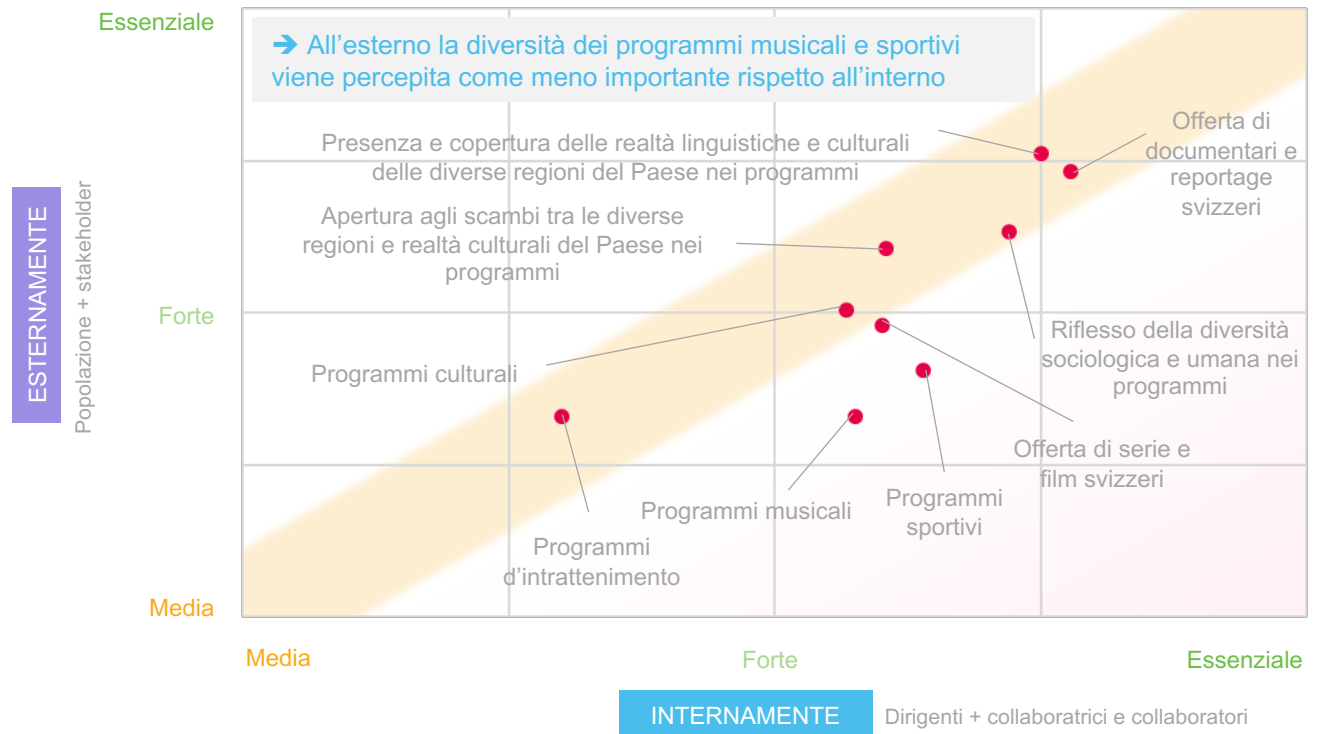 Essenziale
➔ All’esterno la diversità dei programmi musicali e sportivi
viene percepita come meno importante rispetto all’interno
Presenza e copertura delle realtà linguistiche e culturali
delle diverse regioni del Paese nei programmi
Offerta di
documentari e
reportage
svizzeri
Apertura agli scambi tra le diverse
regioni e realtà culturali del Paese nei
programmi
ESTERNAMENTE
Popolazione + stakeholder
Forte
Riflesso della diversità
sociologica e umana nei
programmi
Programmi culturali
Offerta di serie e
film svizzeri
Programmi musicali
Programmi
sportivi
Programmi
d’intrattenimento
Media
Media
Forte
Essenziale
INTERNAMENTE
Dirigenti + collaboratrici e collaboratori